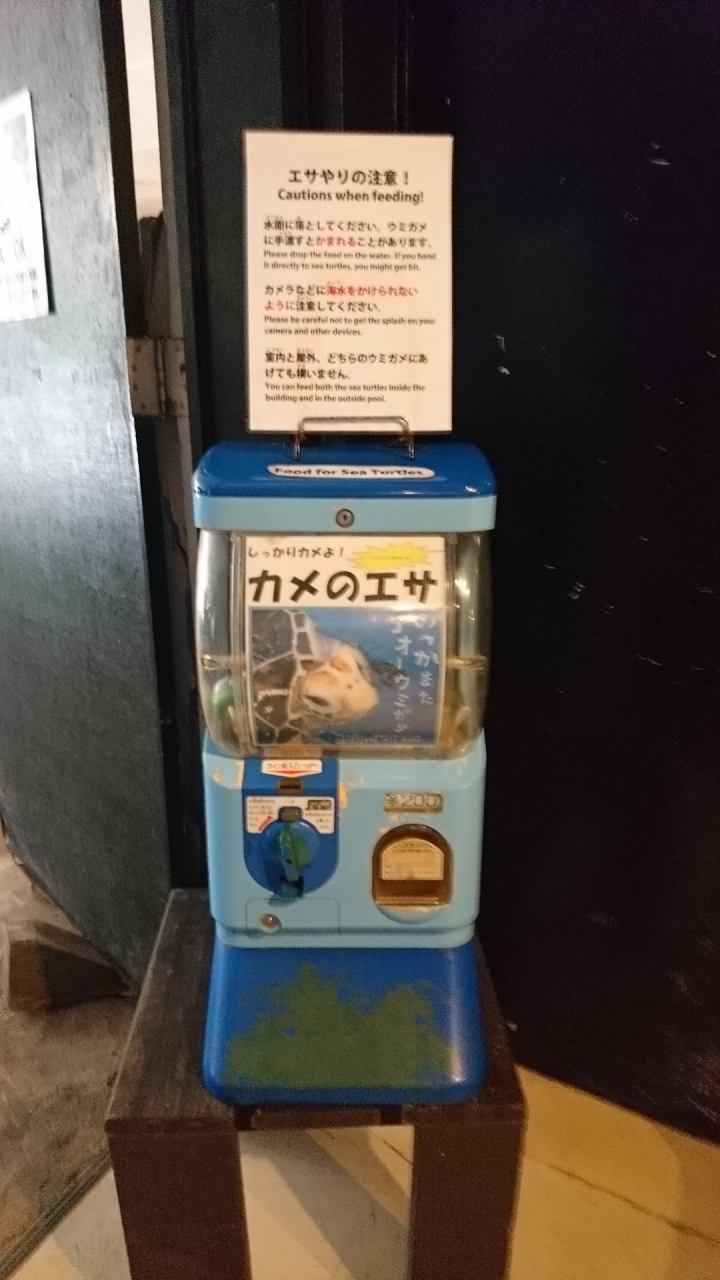 エサやりの注意！
Cautions when feeding!
水面に落としてください。ウミガメ
に手渡すとかまれることがあります。
Please drop the food on the water. If you hand
it directly to sea turtles, you might get bit.
カメラなどに海水をかけられない
ように注意してください。
Please be careful not to get the splash on your
camera and other devices.
室内と屋外、どちらのウミガメにあ
げても構いません。
You can feed both the sea turtles inside the
building and in the outside pool.
Food for Sea Turtles
しっかりカメよ！
カメのエサ
アオーウミガメ
¥200